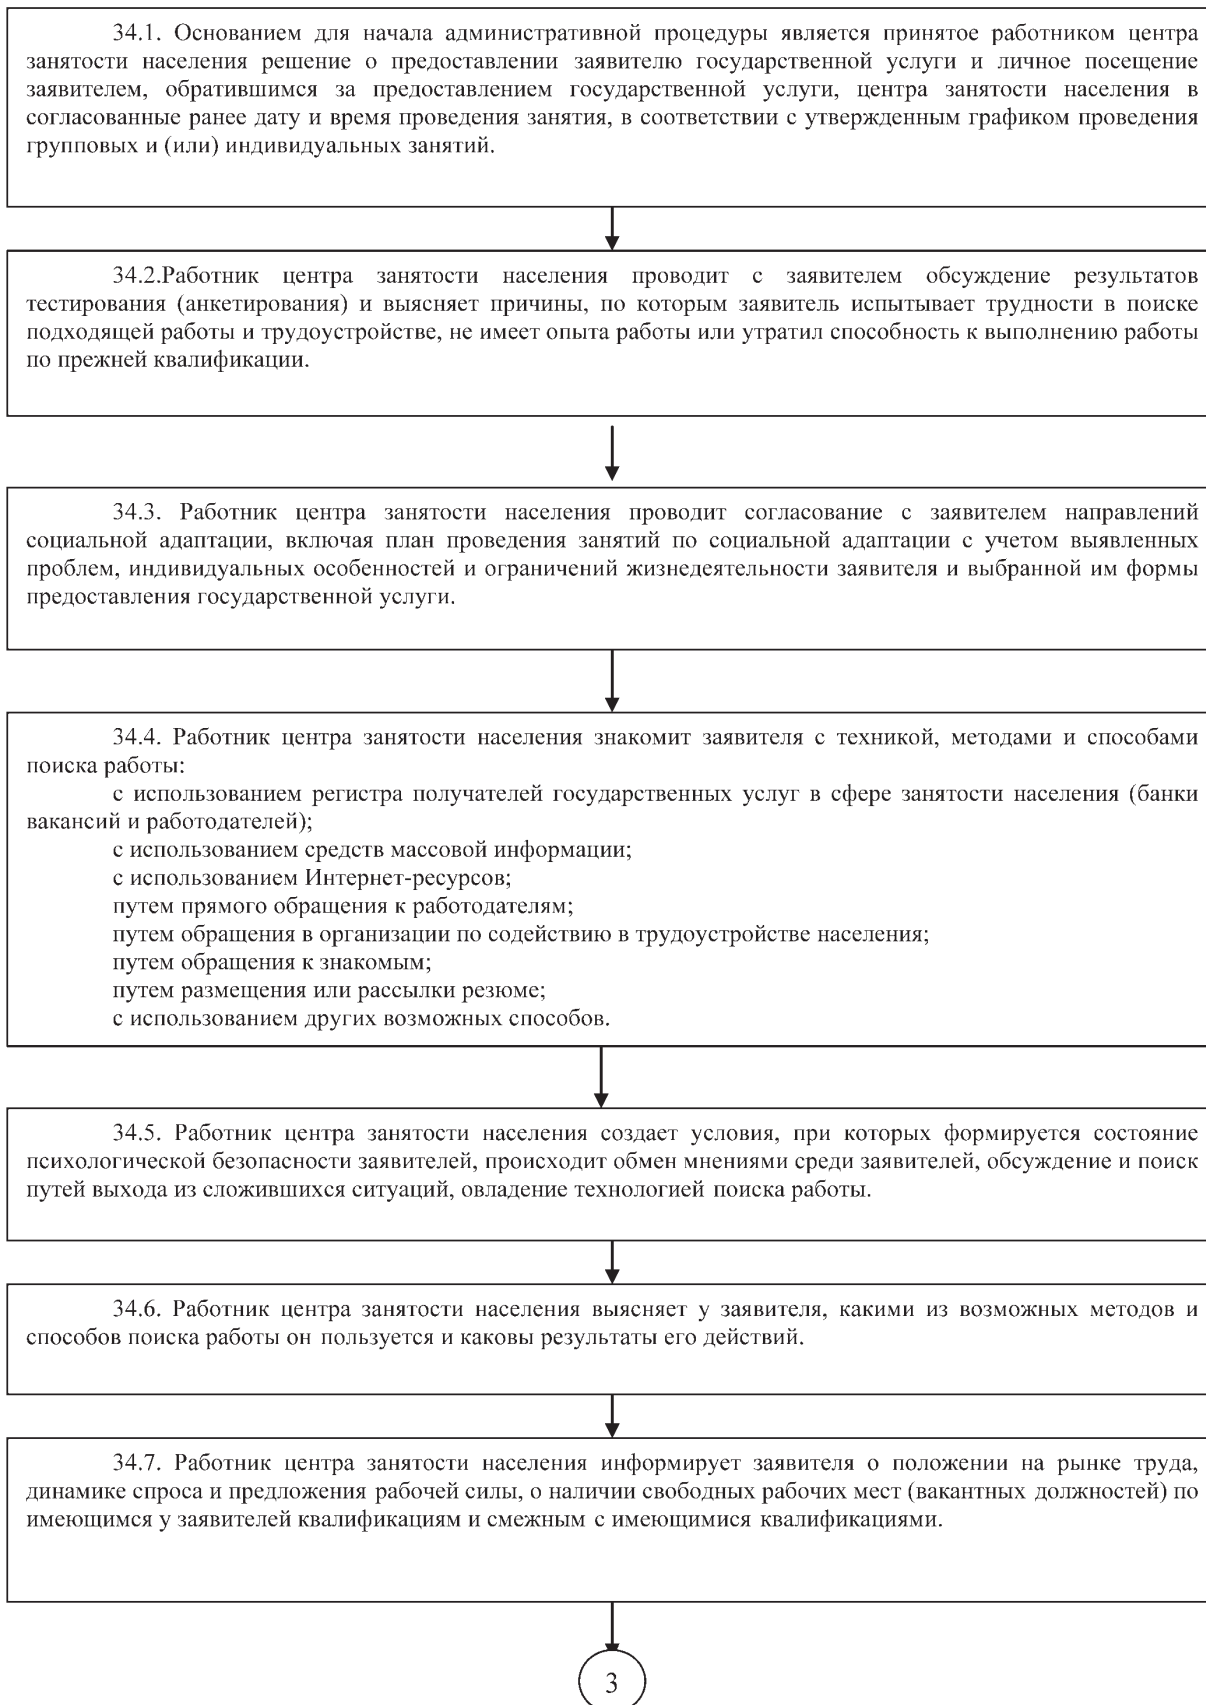 34.1. Основанием для начала административной процедуры является принятое работником центра
занятости населения решение о предоставлении заявителю государственной услуги и личное посещение
заявителем, обратившимся за предоставлением государственной услуги, центра занятости населения в
согласованные ранее дату и время проведения занятия, в соответствии с утвержденным графиком проведения
групповых и (или) индивидуальных занятий.
34.2.Работник центра занятости населения проводит с заявителем обсуждение результатов
тестирования (анкетирования) и выясняет причины, по которым заявитель испытывает трудности в поиске
подходящей работы и трудоустройстве, не имеет опыта работы или утратил способность к выполнению работы
по прежней квалификации.
34.3. Работник центра занятости населения проводит согласование с заявителем направлений
социальной адаптации, включая план проведения занятий по социальной адаптации с учетом выявленных
проблем, индивидуальных особенностей и ограничений жизнедеятельности заявителя и выбранной им формы
предоставления государственной услуги.
34.4. Работник центра занятости населения знакомит заявителя с техникой, методами и способами
поиска работы:
с использованием регистра получателей государственных услуг в сфере занятости населения (банки
вакансий и работодателей);
с использованием средств массовой информации;
с использованием Интернет-ресурсов;
путем прямого обращения к работодателям;
путем обращения в организации по содействию в трудоустройстве населения;
путем обращения к знакомым;
путем размещения или рассылки резюме;
с использованием других возможных способов.
34.5. Работник центра занятости населения создает условия, при которых формируется состояние
психологической безопасности заявителей, происходит обмен мнениями среди заявителей, обсуждение и поиск
путей выхода из сложившихся ситуаций, овладение технологией поиска работы.
34.6. Работник центра занятости населения выясняет у заявителя, какими из возможных методов и
способов поиска работы он пользуется и каковы результаты его действий.
34.7. Работник центра занятости населения информирует заявителя о положении на рынке труда,
динамике спроса и предложения рабочей силы, о наличии свободных рабочих мест (вакантных должностей) по
имеющимся у заявителей квалификациям и смежным с имеющимися квалификациями.
3